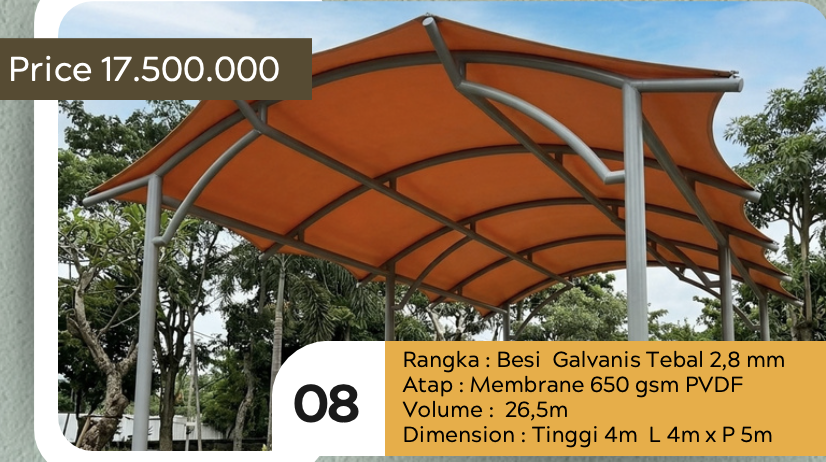 Price 17.500.000
08
Rangka : Besi  Galvanis Tebal 2,8 mm
Atap : Membrane 650 gsm PVDF
Volume :  26,5m
Dimension : Tinggi 4m  L 4m x P 5m